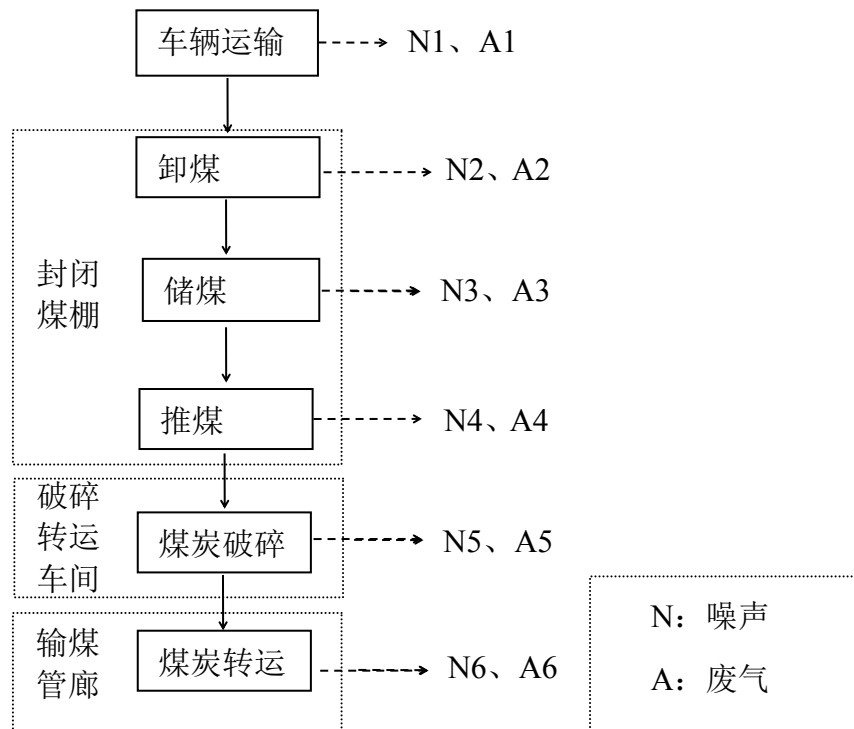 车辆运输
N1、A1
卸煤
N2、A2
封闭
煤棚
储煤
N3、A3
推煤
N4、A4
破碎
转运
车间
煤炭破碎
N5、A5
输煤
管廊
煤炭转运
N6、A6
N：噪声
A：废气